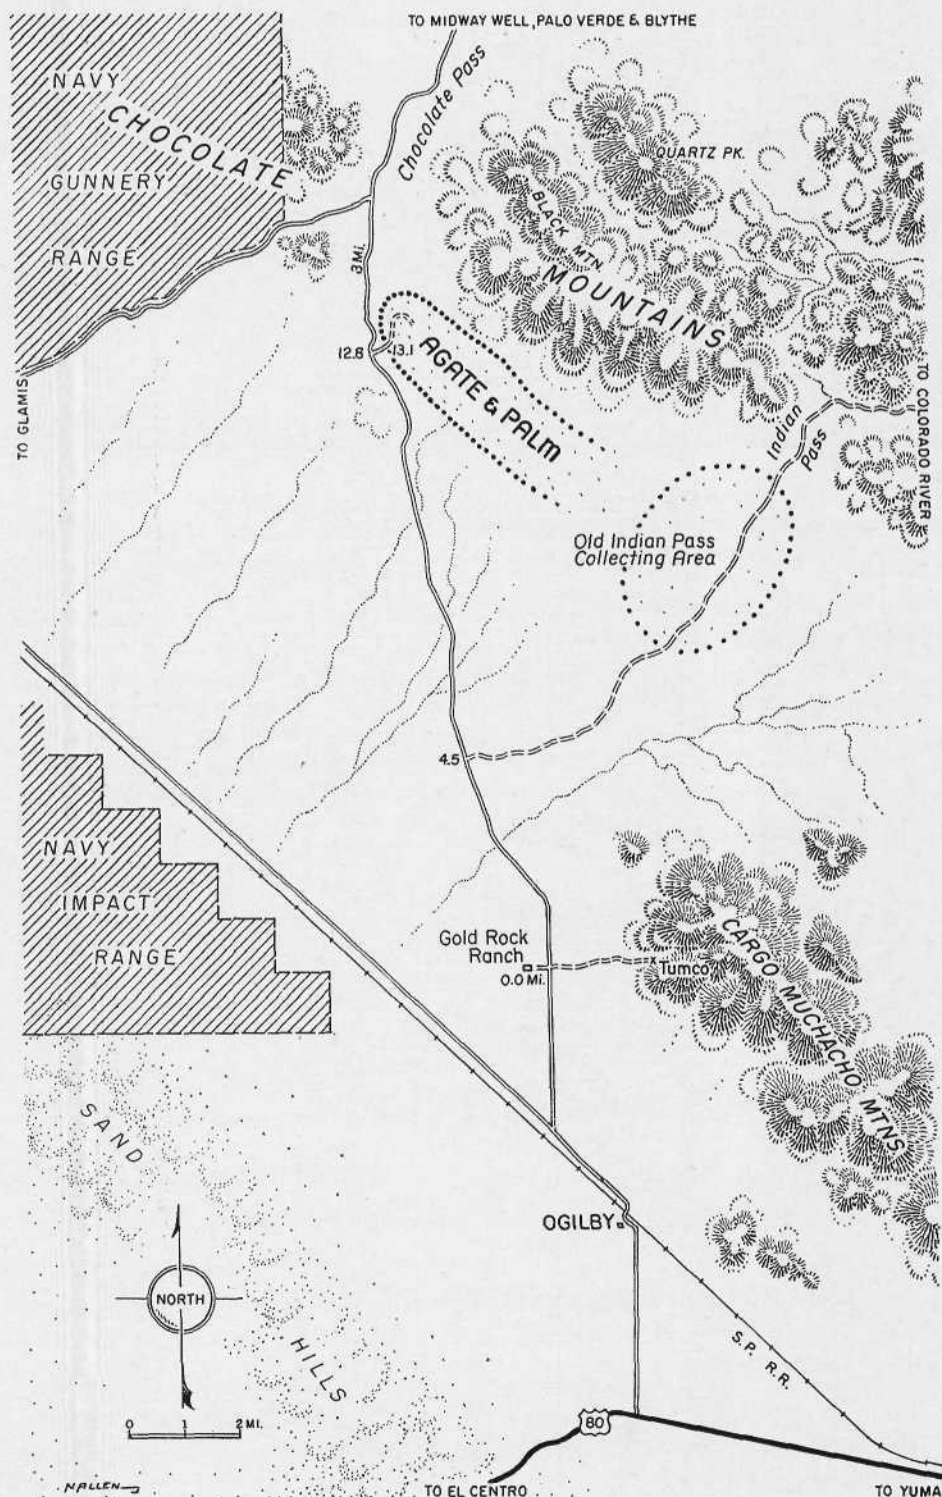 TO MIDWAY WELL, PALO VERDE & BLYTHE
NAVY
GUNNERY
RANGE
CHOCOLATE
Chocolate Pass
QUARTZ PK.
BLACK MTN.
MOUNTAINS
3 Mi.
12.8
13.1
AGATE & PALM
TO GLAMIS
Indian
Pass
TO COLORADO RIVER
Old Indian Pass
Collecting Area
4.5
NAVY
IMPACT
RANGE
Gold Rock
Ranch
0.0 Mi.
Tumco
CARGO MUCHACHO MTNS
SAND
HILLS
OGILBY
NORTH
S.P. R.R.
0 1 2 MI.
80
NALLEN
TO EL CENTRO
TO YUMA